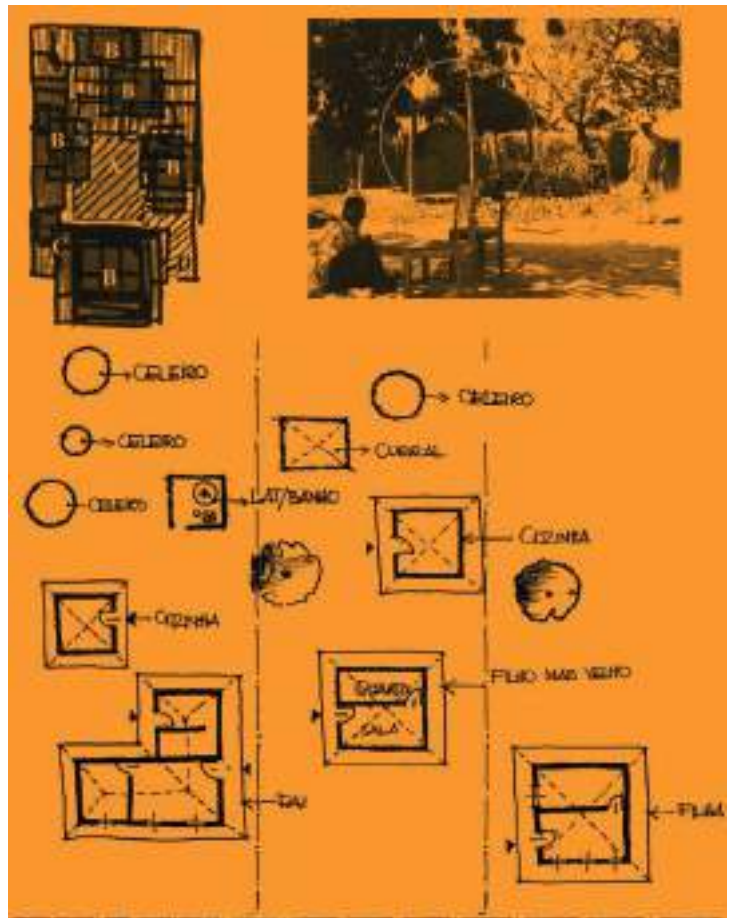 B
B
B
A
B
C
D
B
CELEIRO
CELEIRO
CURRAL
CELEIRO
CELEIRO
LAT/BANHO
COZINHA
COZINHA
FILHO MAIS VELHO
QUARTO
SALA
PAI
FILHA